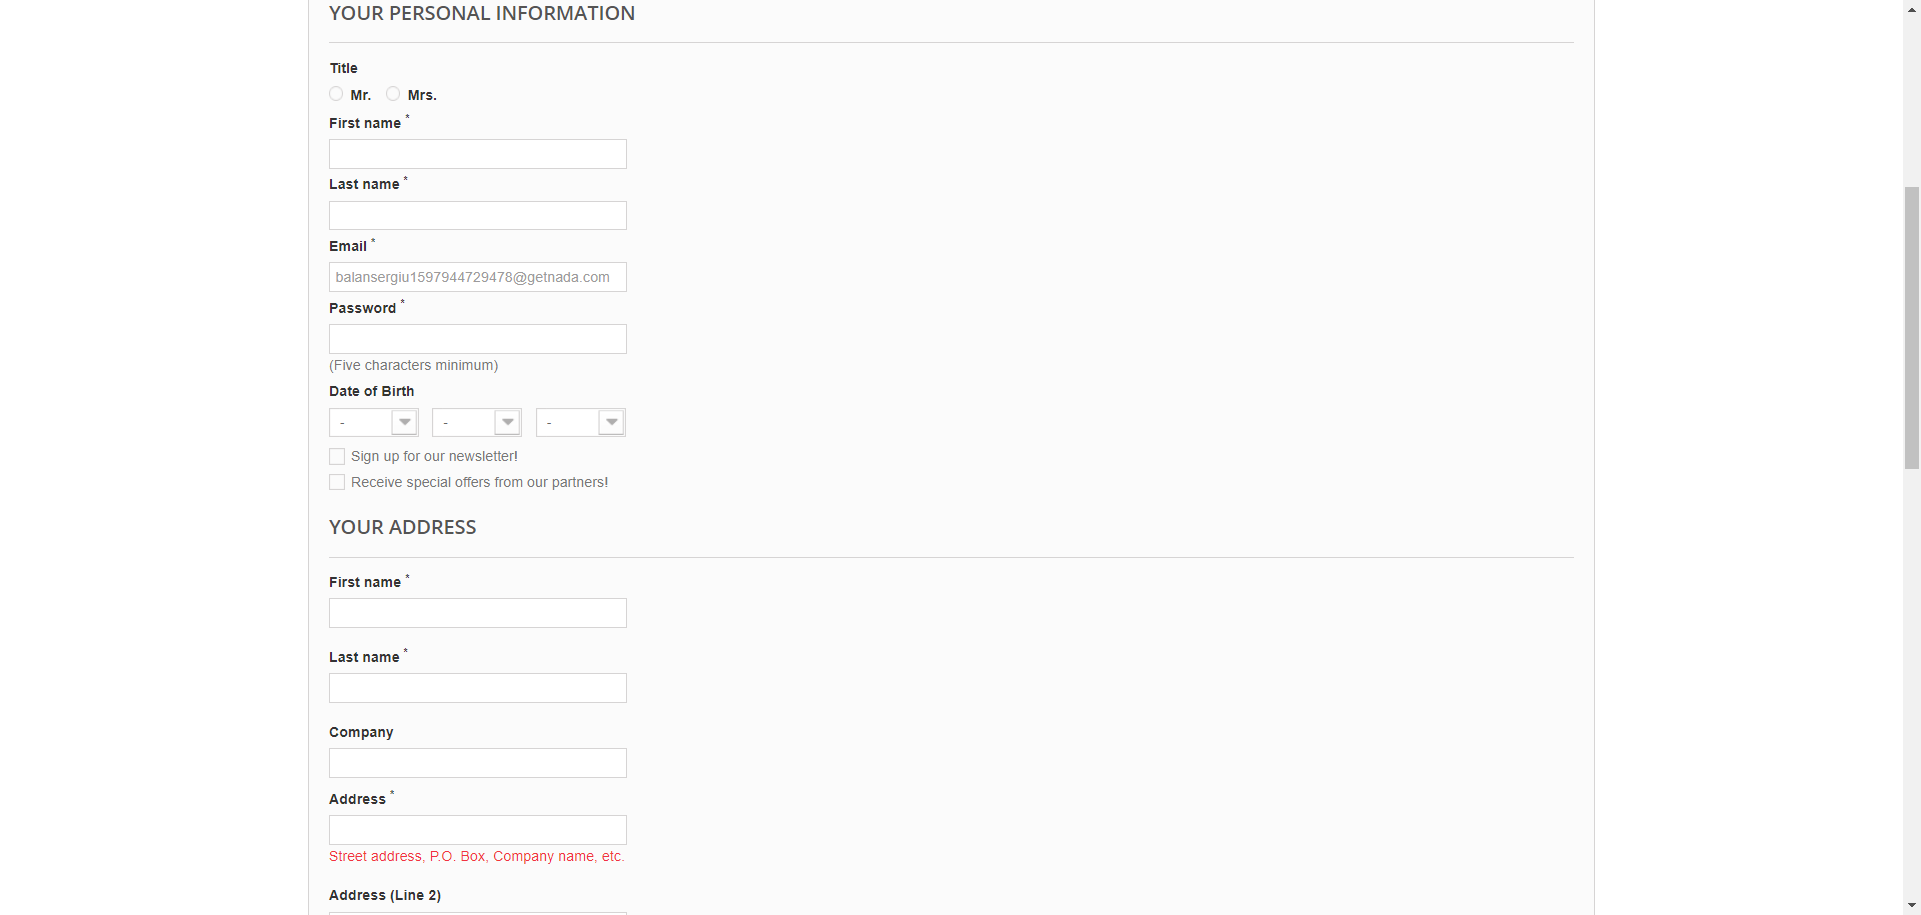 YOUR PERSONAL INFORMATION
Title
Mr. Mrs.
First name *
Last name *
Email *
balansergiu1597944729478@getnada.com
Password *
(Five characters minimum)
Date of Birth
- - -
Sign up for our newsletter!
Receive special offers from our partners!
YOUR ADDRESS
First name *
Last name *
Company
Address *
Street address, P.O. Box, Company name, etc.
Address (Line 2)